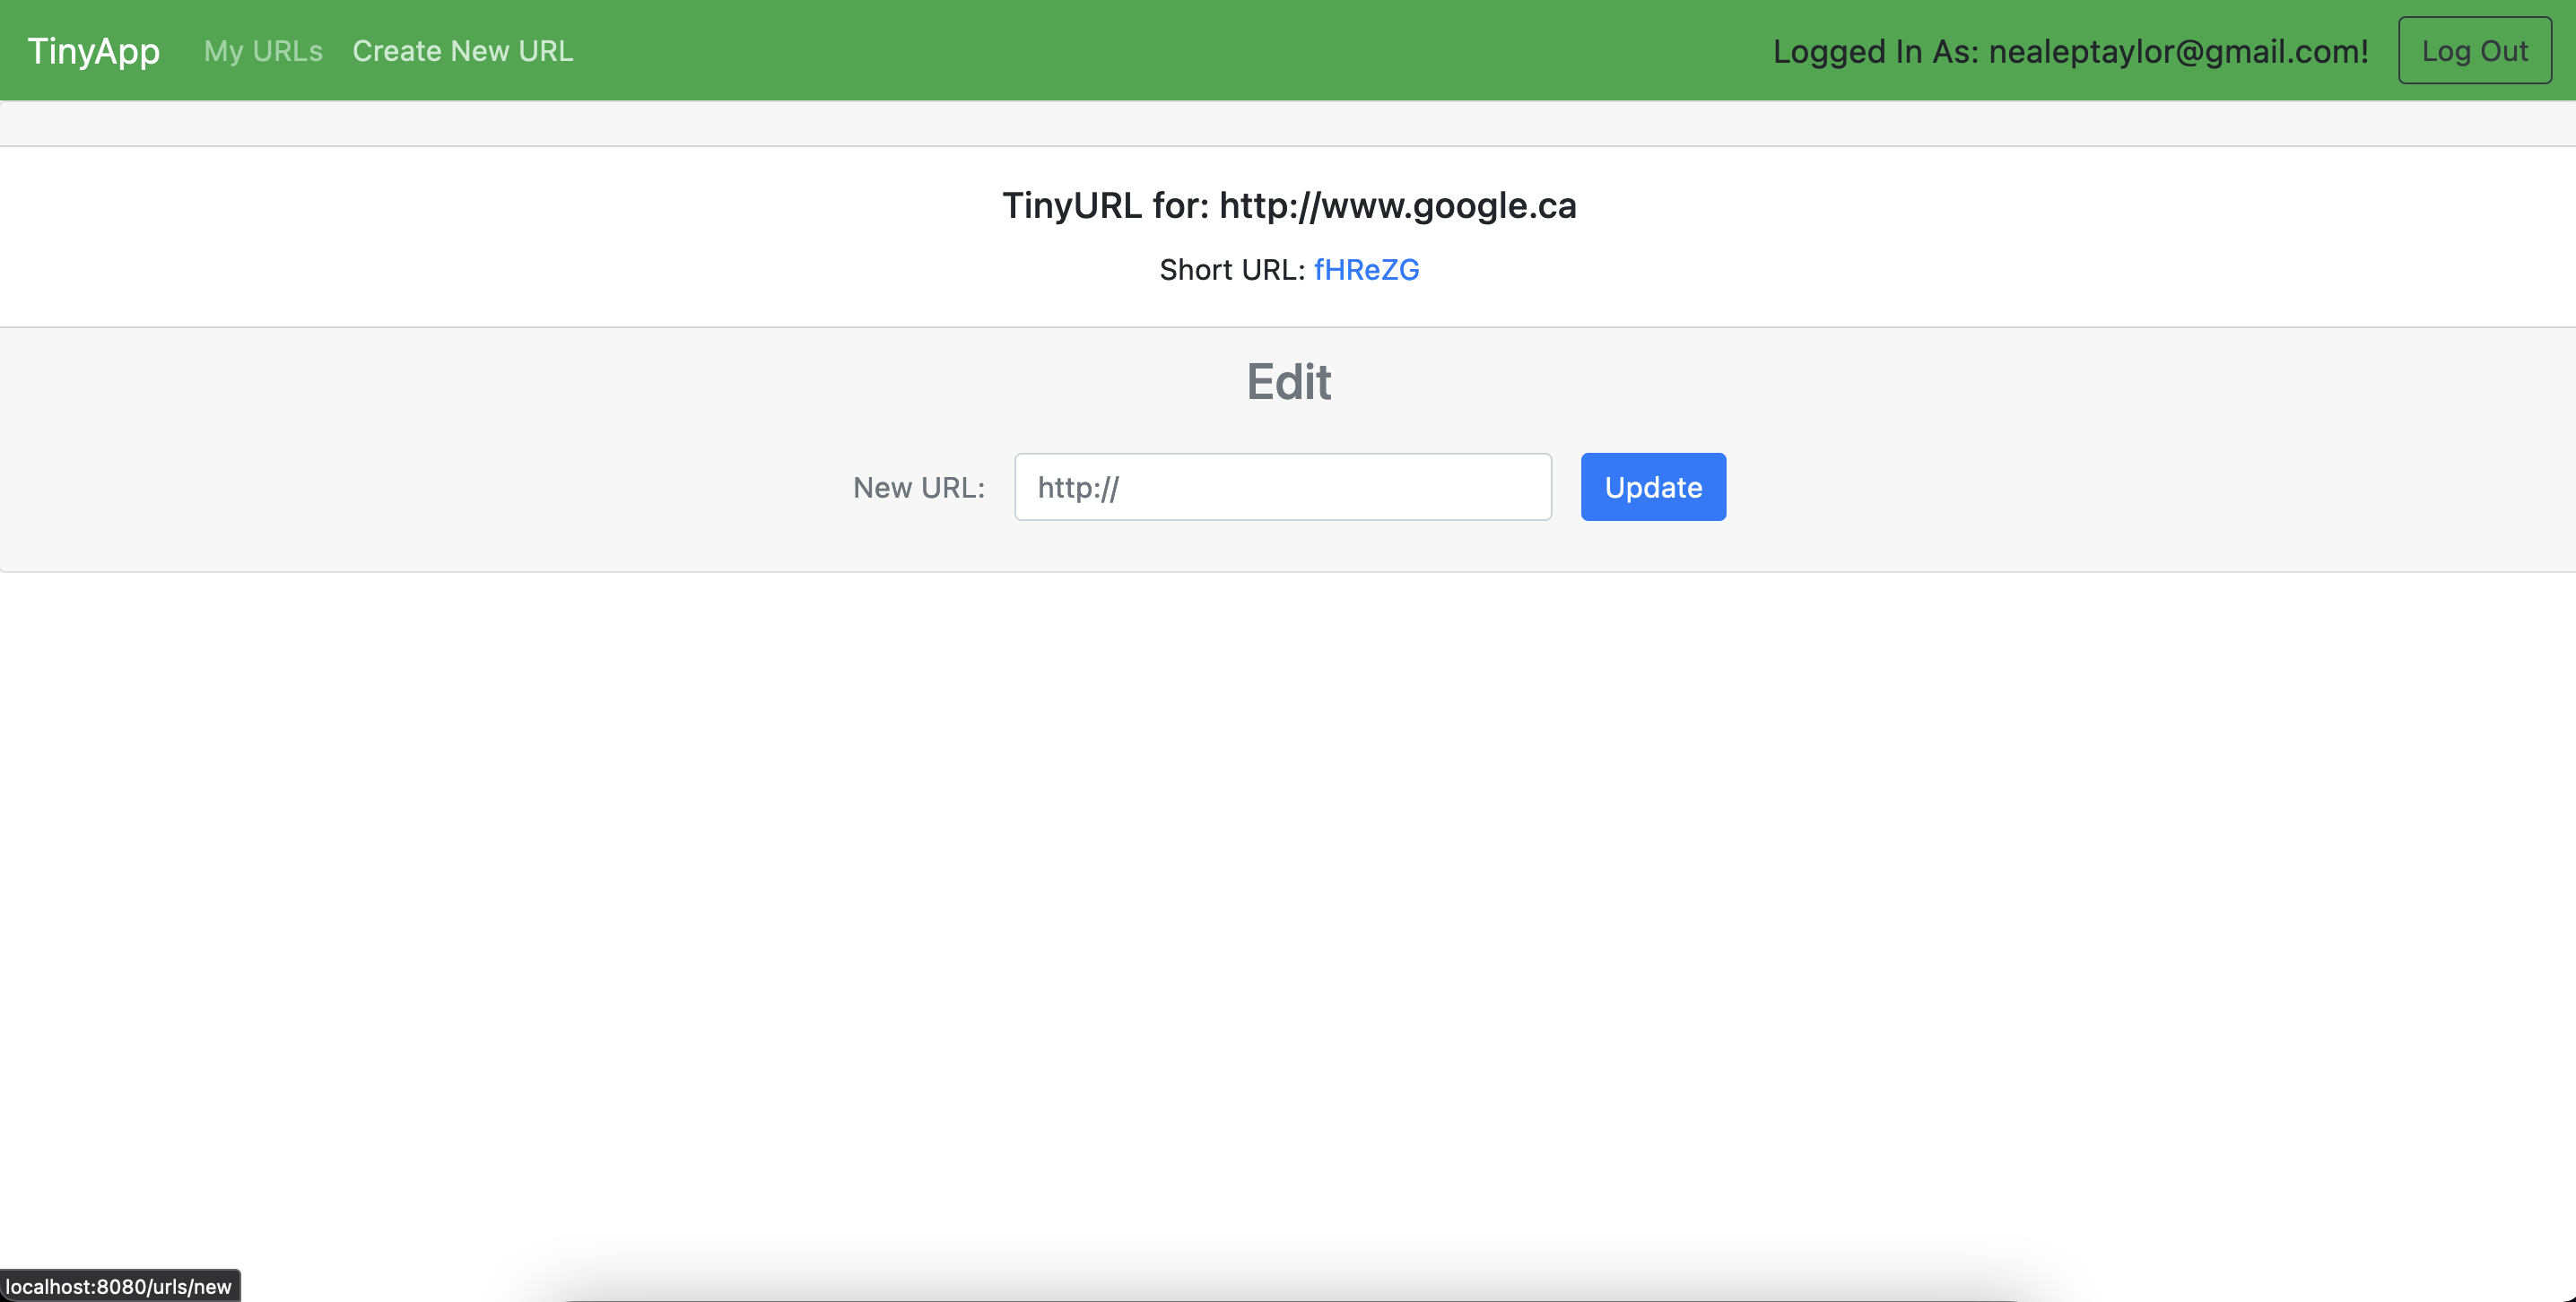 TinyApp My URLs Create New URL Logged In As: nealeptaylor@gmail.com! Log Out
TinyURL for: http://www.google.ca
Short URL: fHReZG
Edit
New URL: http:// Update
localhost:8080/urls/new